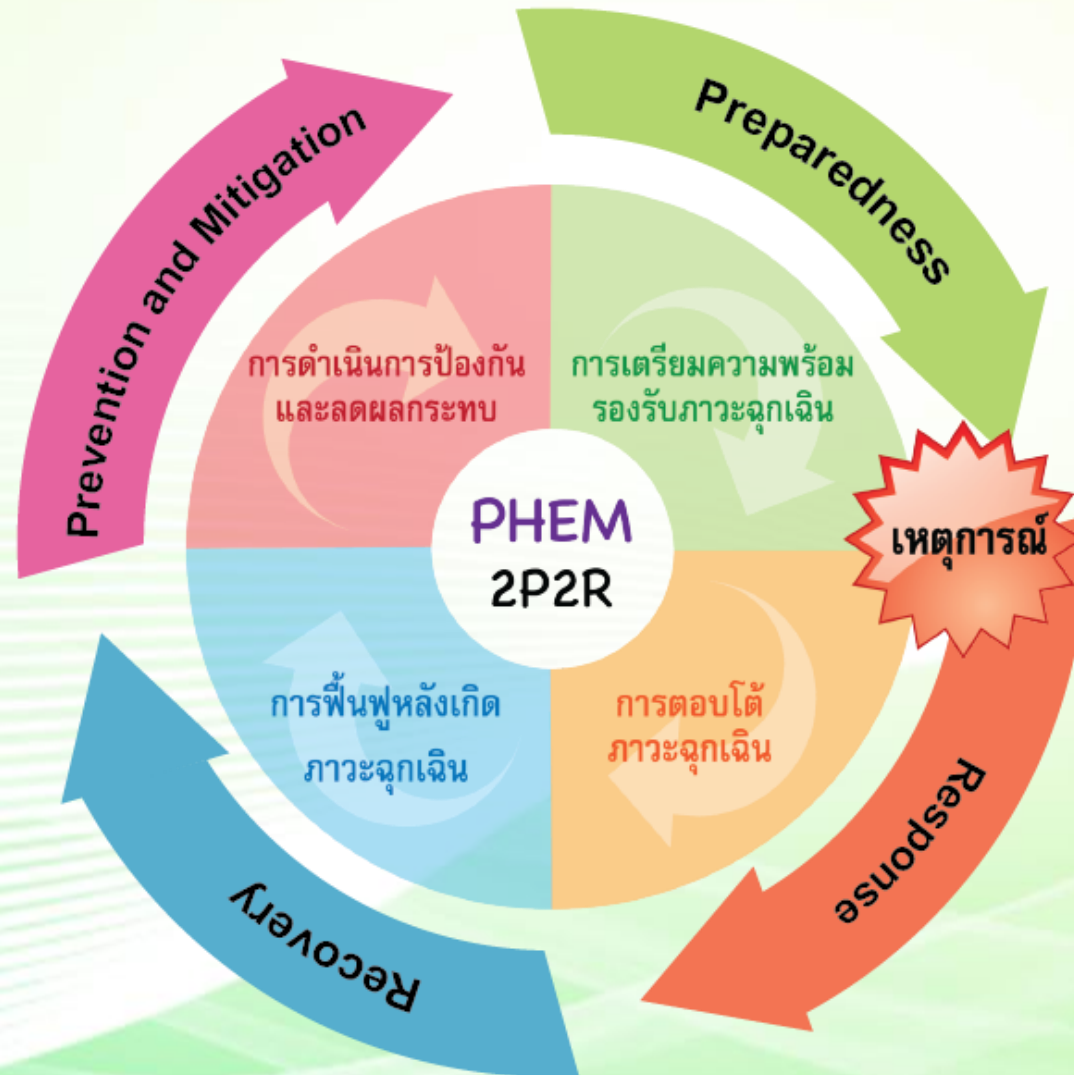 Prevention and Mitigation
Preparedness
การดำเนินการป้องกัน
และลดผลกระทบ
การเตรียมความพร้อม
รองรับภาวะฉุกเฉิน
PHEM
2P2R
เหตุการณ์
การฟื้นฟูหลังเกิด
ภาวะฉุกเฉิน
การตอบโต้
ภาวะฉุกเฉิน
Recovery
Response